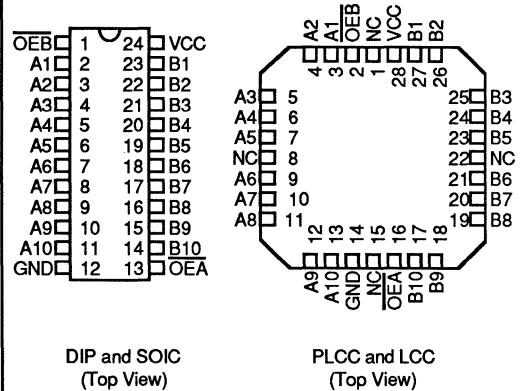 OEB 1 24 VCC
A1 2 23 B1
A2 3 22 B2
A3 4 21 B3
A4 5 20 B4
A5 6 19 B5
A6 7 18 B6
A7 8 17 B7
A8 9 16 B8
A9 10 15 B9
A10 11 14 B10
GND 12 13 OEA
DIP and SOIC
(Top View)
A2 A1 OEB NC VCC B1 B2
4 3 2 1 28 27 26
A3 5 25 B3
A4 6 24 B4
A5 7 23 B5
NC 8 22 NC
A6 9 21 B6
A7 10 20 B7
A8 11 19 B8
12 13 14 15 16 17 18
A9 A10 GND NC OEA B10 B9
PLCC and LCC
(Top View)